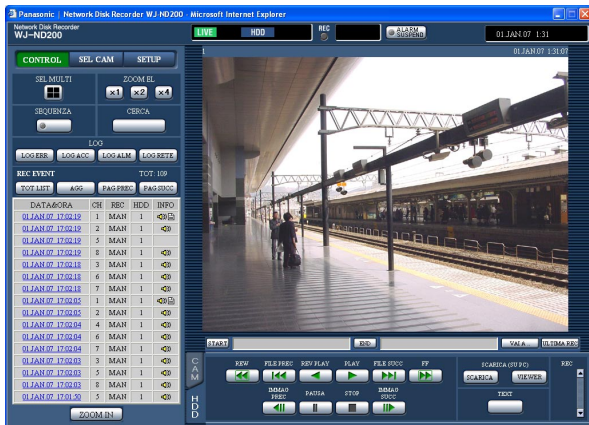 Panasonic | Network Disk Recorder WJ-ND200 - Microsoft Internet Explorer
Network Disk Recorder
WJ-ND200
LIVE HDD REC ALARM SUSPEND 01.JAN.07 1:31
CONTROL SEL CAM SETUP
1 01.JAN.07 1:31:07
SEL MULTI ZOOM EL
x1 x2 x4
SEQUENZA CERCA
LOG
LOG ERR LOG ACC LOG ALM LOG RETE
REC EVENT TOT: 109
TOT LIST AGG PAG PREC PAG SUCC
DATA&ORA CH REC HDD INFO
01.JAN.07 17:02:19 1 MAN 1
01.JAN.07 17:02:19 2 MAN 1
01.JAN.07 17:02:19 5 MAN 1
01.JAN.07 17:02:19 8 MAN 1
01.JAN.07 17:02:18 3 MAN 1
01.JAN.07 17:02:18 6 MAN 1
01.JAN.07 17:02:18 7 MAN 1
01.JAN.07 17:02:05 1 MAN 1
01.JAN.07 17:02:05 2 MAN 1
01.JAN.07 17:02:04 4 MAN 1
01.JAN.07 17:02:04 6 MAN 1
01.JAN.07 17:02:04 7 MAN 1
01.JAN.07 17:02:03 3 MAN 1
01.JAN.07 17:02:03 5 MAN 1
01.JAN.07 17:02:03 8 MAN 1
01.JAN.07 17:01:50 5 MAN 1
ZOOM IN
START END VAI A ... ULTIMA REC
CAM
HDD
REW FILE PREC REV PLAY PLAY FILE SUCC FF
IMMAG PREC PAUSA STOP IMMAG SUCC
SCARICA (SU PC)
SCARICA VIEWER
TEXT
REC